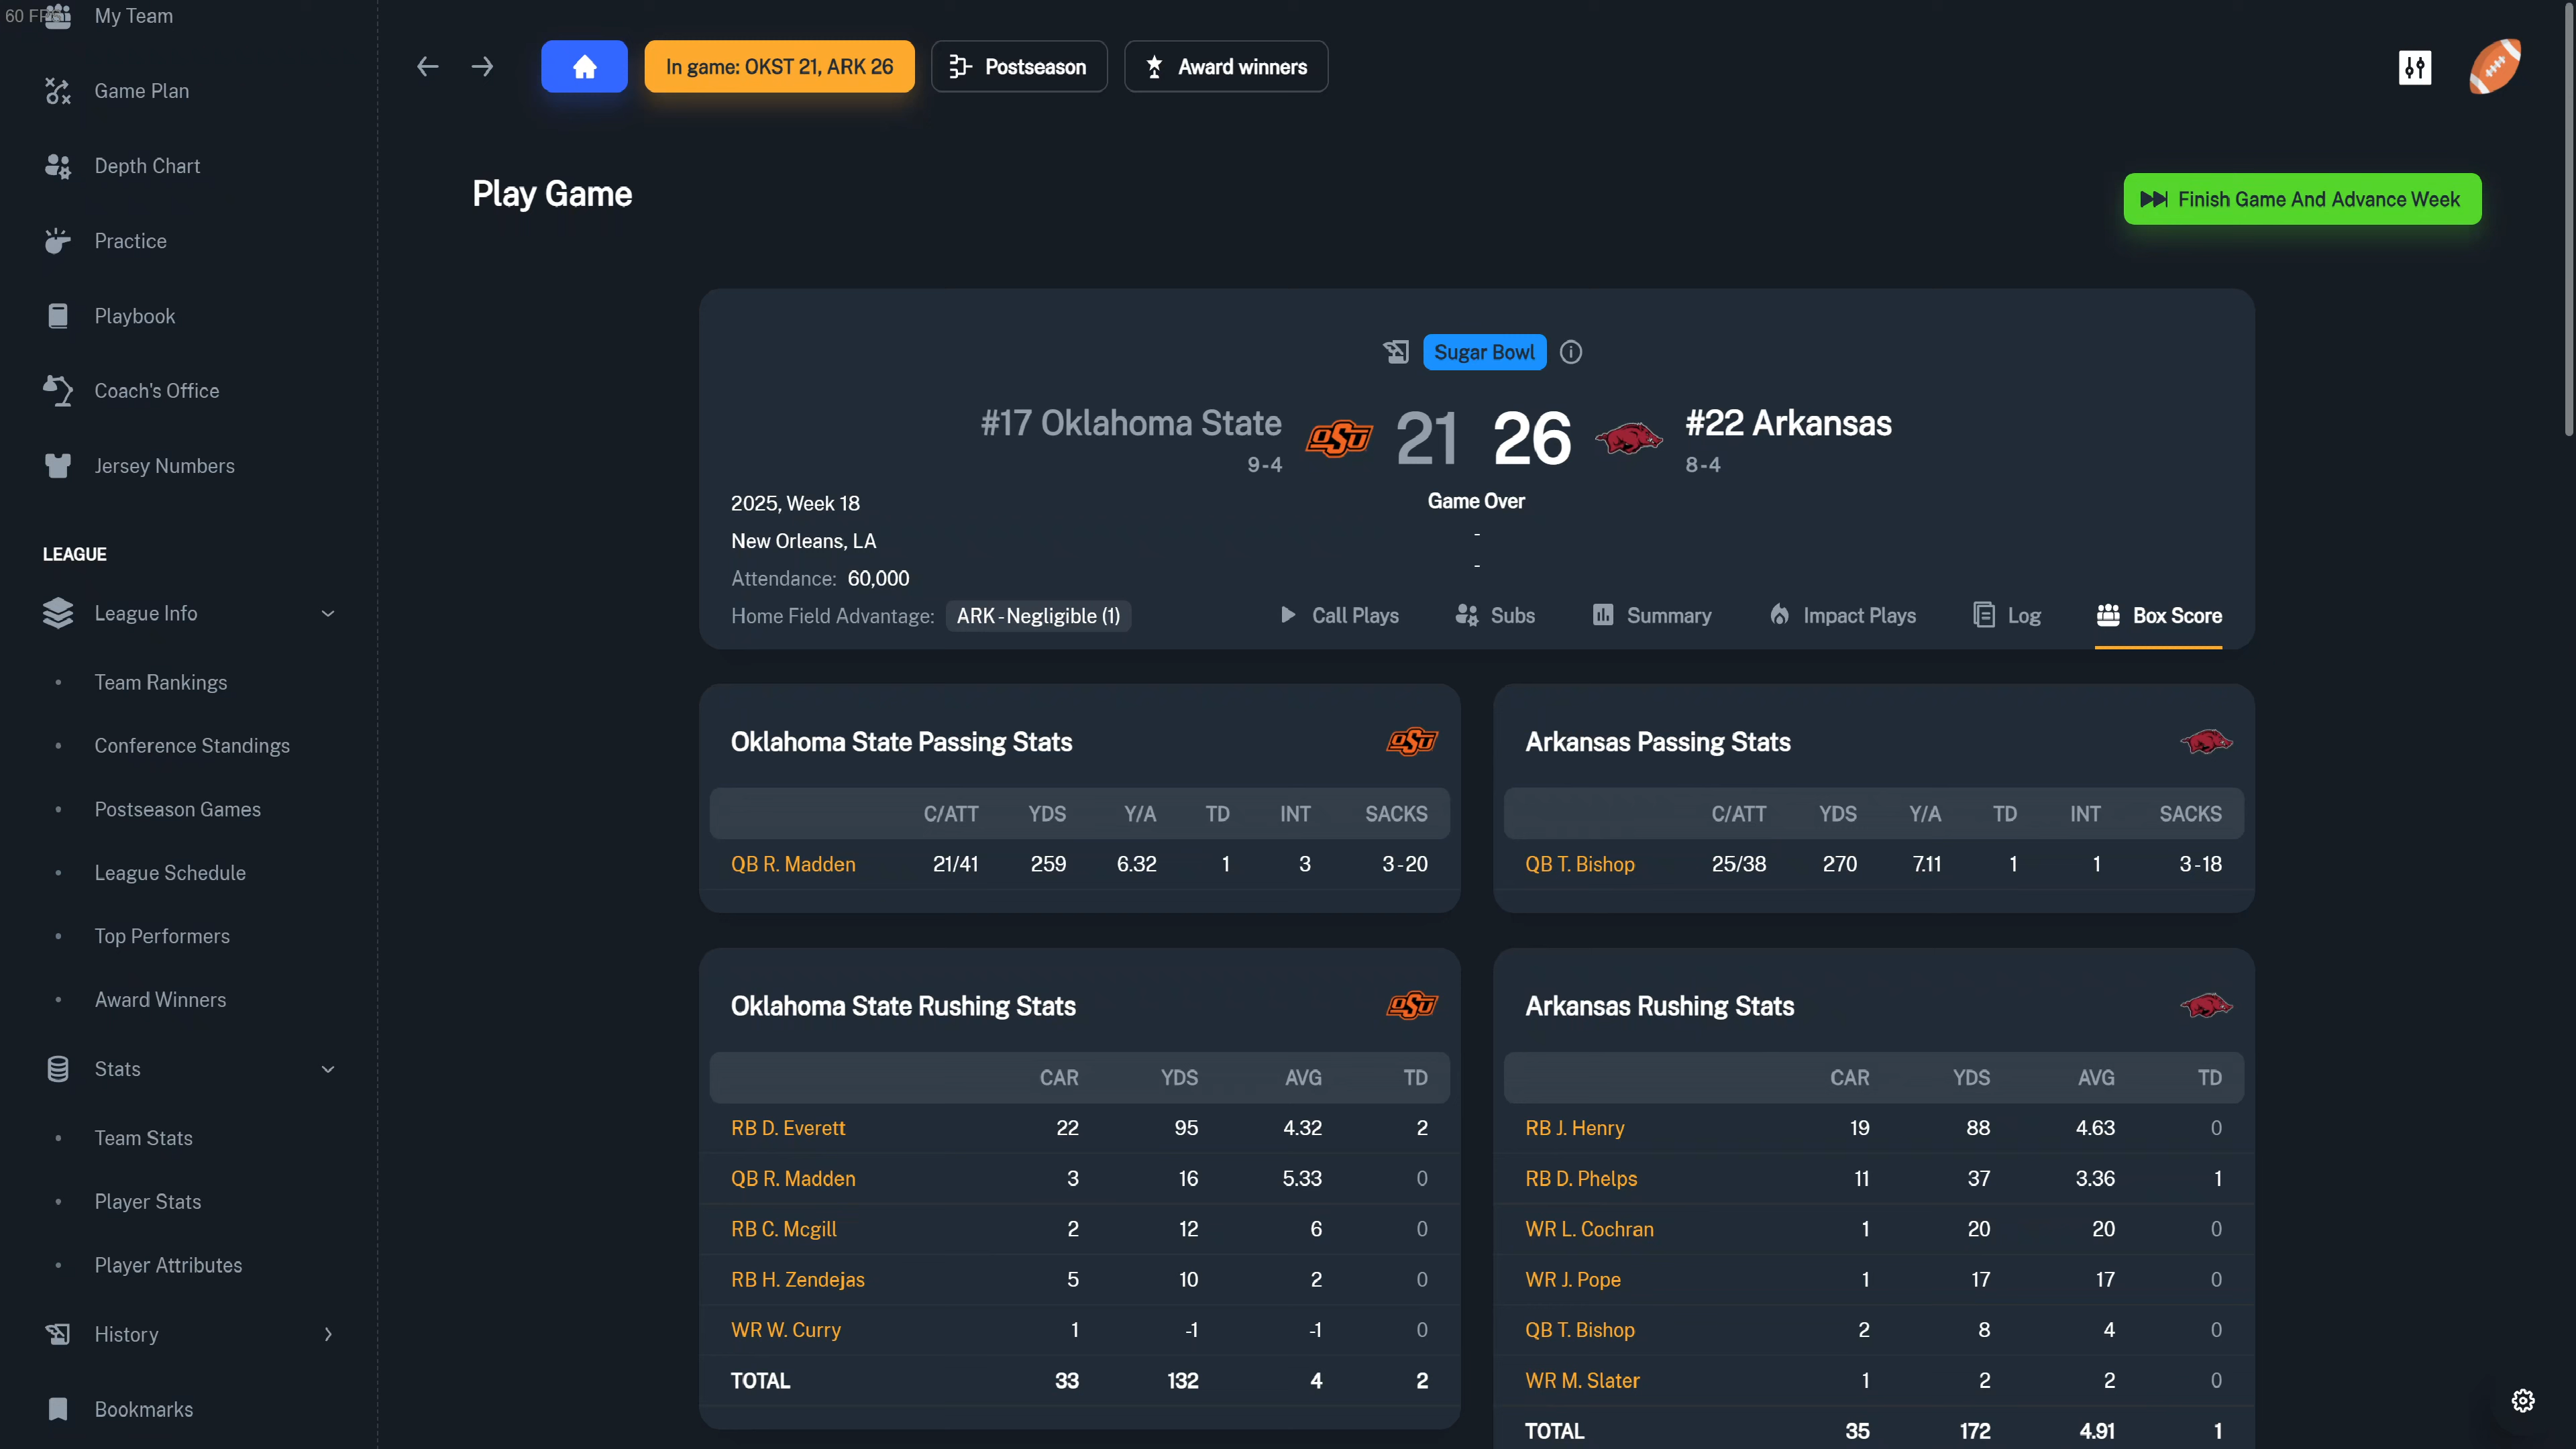 60 FPS
My Team
Game Plan
Depth Chart
Practice
Playbook
Coach's Office
Jersey Numbers
LEAGUE
League Info
Team Rankings
Conference Standings
Postseason Games
League Schedule
Top Performers
Award Winners
Stats
Team Stats
Player Stats
Player Attributes
History
Bookmarks
In game: OKST 21, ARK 26
Postseason
Award winners
Play Game
Finish Game And Advance Week
Sugar Bowl
#17 Oklahoma State OSU 21 26 #22 Arkansas
9-4 8-4
2025, Week 18
Game Over
New Orleans, LA
-
Attendance: 60,000
-
Home Field Advantage: ARK - Negligible (1)
Call Plays Subs Summary Impact Plays Log Box Score
Oklahoma State Passing Stats OSU
C/ATT YDS Y/A TD INT SACKS
QB R. Madden 21/41 259 6.32 1 3 3-20
Arkansas Passing Stats
C/ATT YDS Y/A TD INT SACKS
QB T. Bishop 25/38 270 7.11 1 1 3-18
Oklahoma State Rushing Stats OSU
CAR YDS AVG TD
RB D. Everett 22 95 4.32 2
QB R. Madden 3 16 5.33 0
RB C. Mcgill 2 12 6 0
RB H. Zendejas 5 10 2 0
WR W. Curry 1 -1 -1 0
TOTAL 33 132 4 2
Arkansas Rushing Stats
CAR YDS AVG TD
RB J. Henry 19 88 4.63 0
RB D. Phelps 11 37 3.36 1
WR L. Cochran 1 20 20 0
WR J. Pope 1 17 17 0
QB T. Bishop 2 8 4 0
WR M. Slater 1 2 2 0
TOTAL 35 172 4.91 1